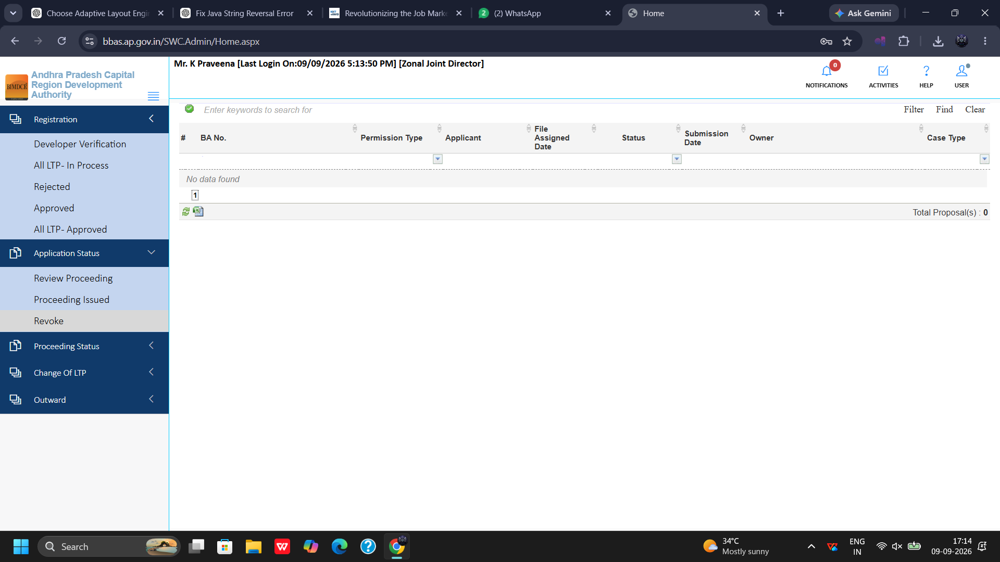 Choose Adaptive Layout Engi
Fix Java String Reversal Error
Revolutionizing the Job Marke
2
(2) WhatsApp
Home
Ask Gemini
bbas.ap.gov.in/SWC.Admin/Home.aspx
BIMDCR
Andhra Pradesh Capital
Region Development
Authority
Mr. K Praveena [Last Login On:09/09/2026 5:13:50 PM] [Zonal Joint Director]
0
NOTIFICATIONS
ACTIVITIES
HELP
USER
Registration
Developer Verification
All LTP- In Process
Rejected
Approved
All LTP- Approved
Application Status
Review Proceeding
Proceeding Issued
Revoke
Proceeding Status
Change Of LTP
Outward
Enter keywords to search for
Filter
Find
Clear
#
BA No.
Permission Type
Applicant
File
Assigned
Date
Status
Submission
Date
Owner
Case Type
No data found
1
Total Proposal(s) : 0
Search
34°C
Mostly sunny
ENG
IN
17:14
09-09-2026